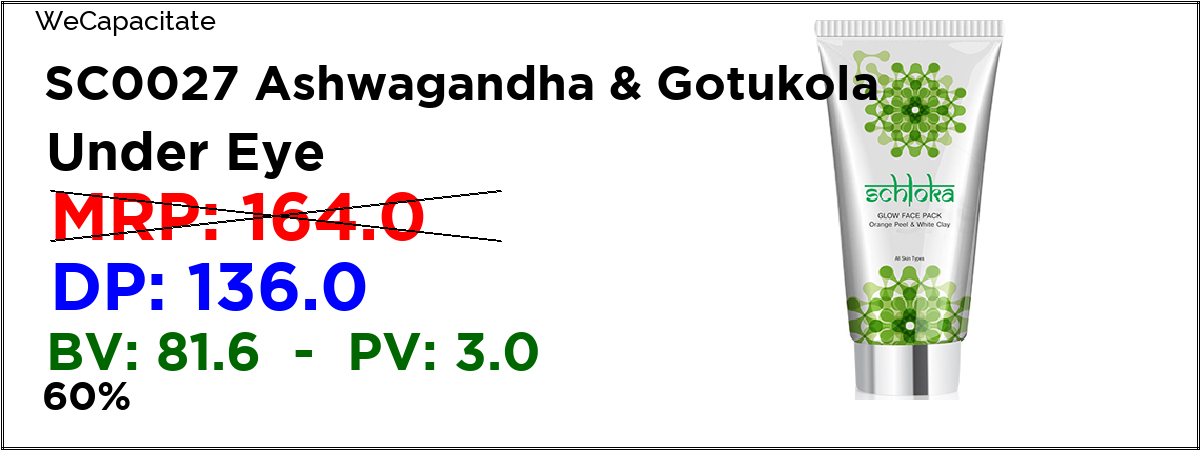 WeCapacitate
SC0027 Ashwagandha & Gotukola
Under Eye
MRP: 164.0
DP: 136.0
BV: 81.6 - PV: 3.0
60%
schloka
GLOW FACE PACK
Orange Peel & White Clay
All Skin Types